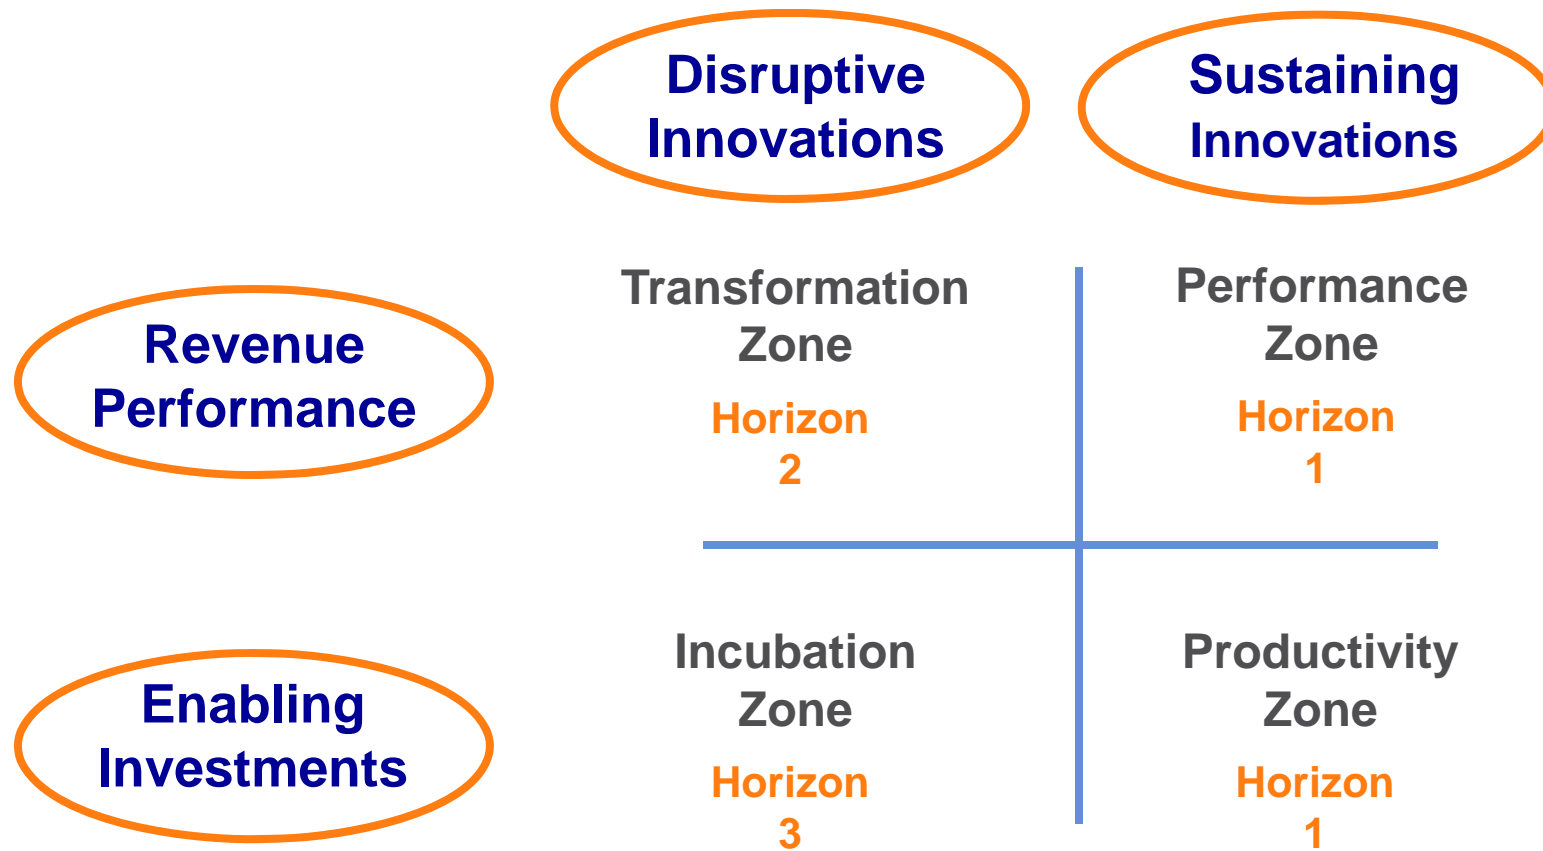 Disruptive
Innovations
Sustaining
Innovations
Revenue
Performance
Transformation
Zone
Horizon
2
Performance
Zone
Horizon
1
Enabling
Investments
Incubation
Zone
Horizon
3
Productivity
Zone
Horizon
1